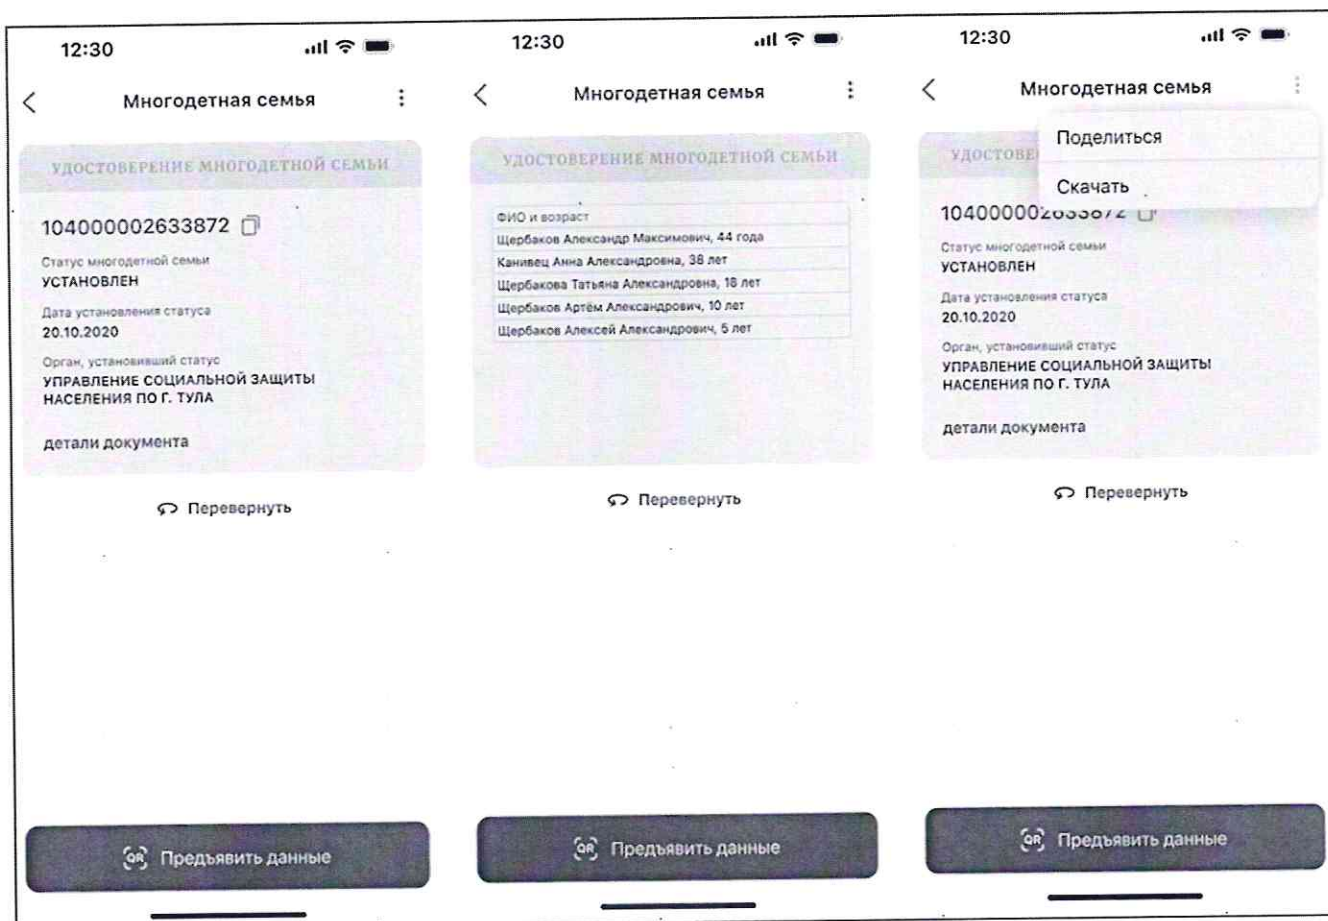 12:30
Многодетная семья
УДОСТОВЕРЕНИЕ МНОГОДЕТНОЙ СЕМЬИ
104000002633872
Статус многодетной семьи
УСТАНОВЛЕН
Дата установления статуса
20.10.2020
Орган, установивший статус
УПРАВЛЕНИЕ СОЦИАЛЬНОЙ ЗАЩИТЫ
НАСЕЛЕНИЯ ПО Г. ТУЛА
детали документа
Перевернуть
QR Предъявить данные
12:30
Многодетная семья
УДОСТОВЕРЕНИЕ МНОГОДЕТНОЙ СЕМЬИ
ФИО и возраст
Щербаков Александр Максимович, 44 года
Канивец Анна Александровна, 38 лет
Щербакова Татьяна Александровна, 18 лет
Щербаков Артём Александрович, 10 лет
Щербаков Алексей Александрович, 5 лет
Перевернуть
QR Предъявить данные
12:30
Многодетная семья
Поделиться
УДОСТОВЕ
Скачать
104000002633872
Статус многодетной семьи
УСТАНОВЛЕН
Дата установления статуса
20.10.2020
Орган, установивший статус
УПРАВЛЕНИЕ СОЦИАЛЬНОЙ ЗАЩИТЫ
НАСЕЛЕНИЯ ПО Г. ТУЛА
детали документа
Перевернуть
QR Предъявить данные